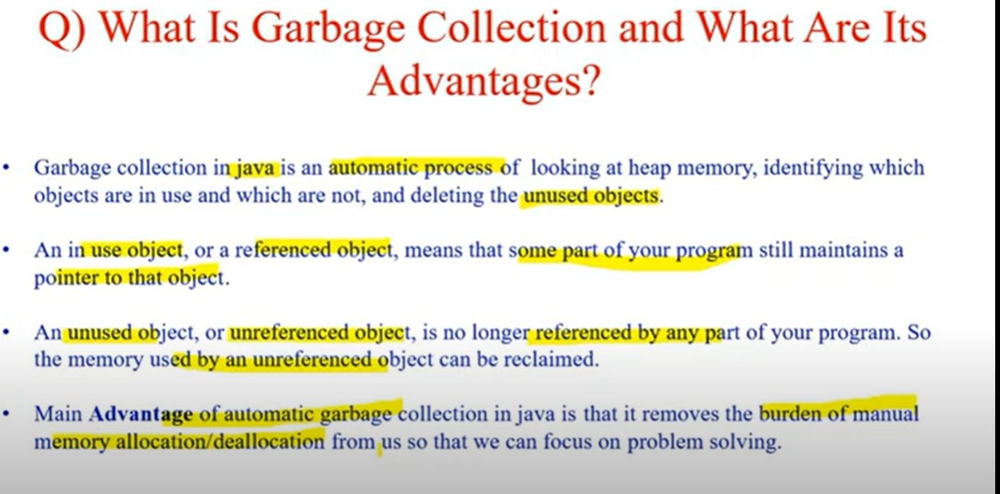 Q) What Is Garbage Collection and What Are Its
Advantages?
• Garbage collection in java is an automatic process of looking at heap memory, identifying which
objects are in use and which are not, and deleting the unused objects.
• An in use object, or a referenced object, means that some part of your program still maintains a
pointer to that object.
• An unused object, or unreferenced object, is no longer referenced by any part of your program. So
the memory used by an unreferenced object can be reclaimed.
• Main Advantage of automatic garbage collection in java is that it removes the burden of manual
memory allocation/deallocation from us so that we can focus on problem solving.